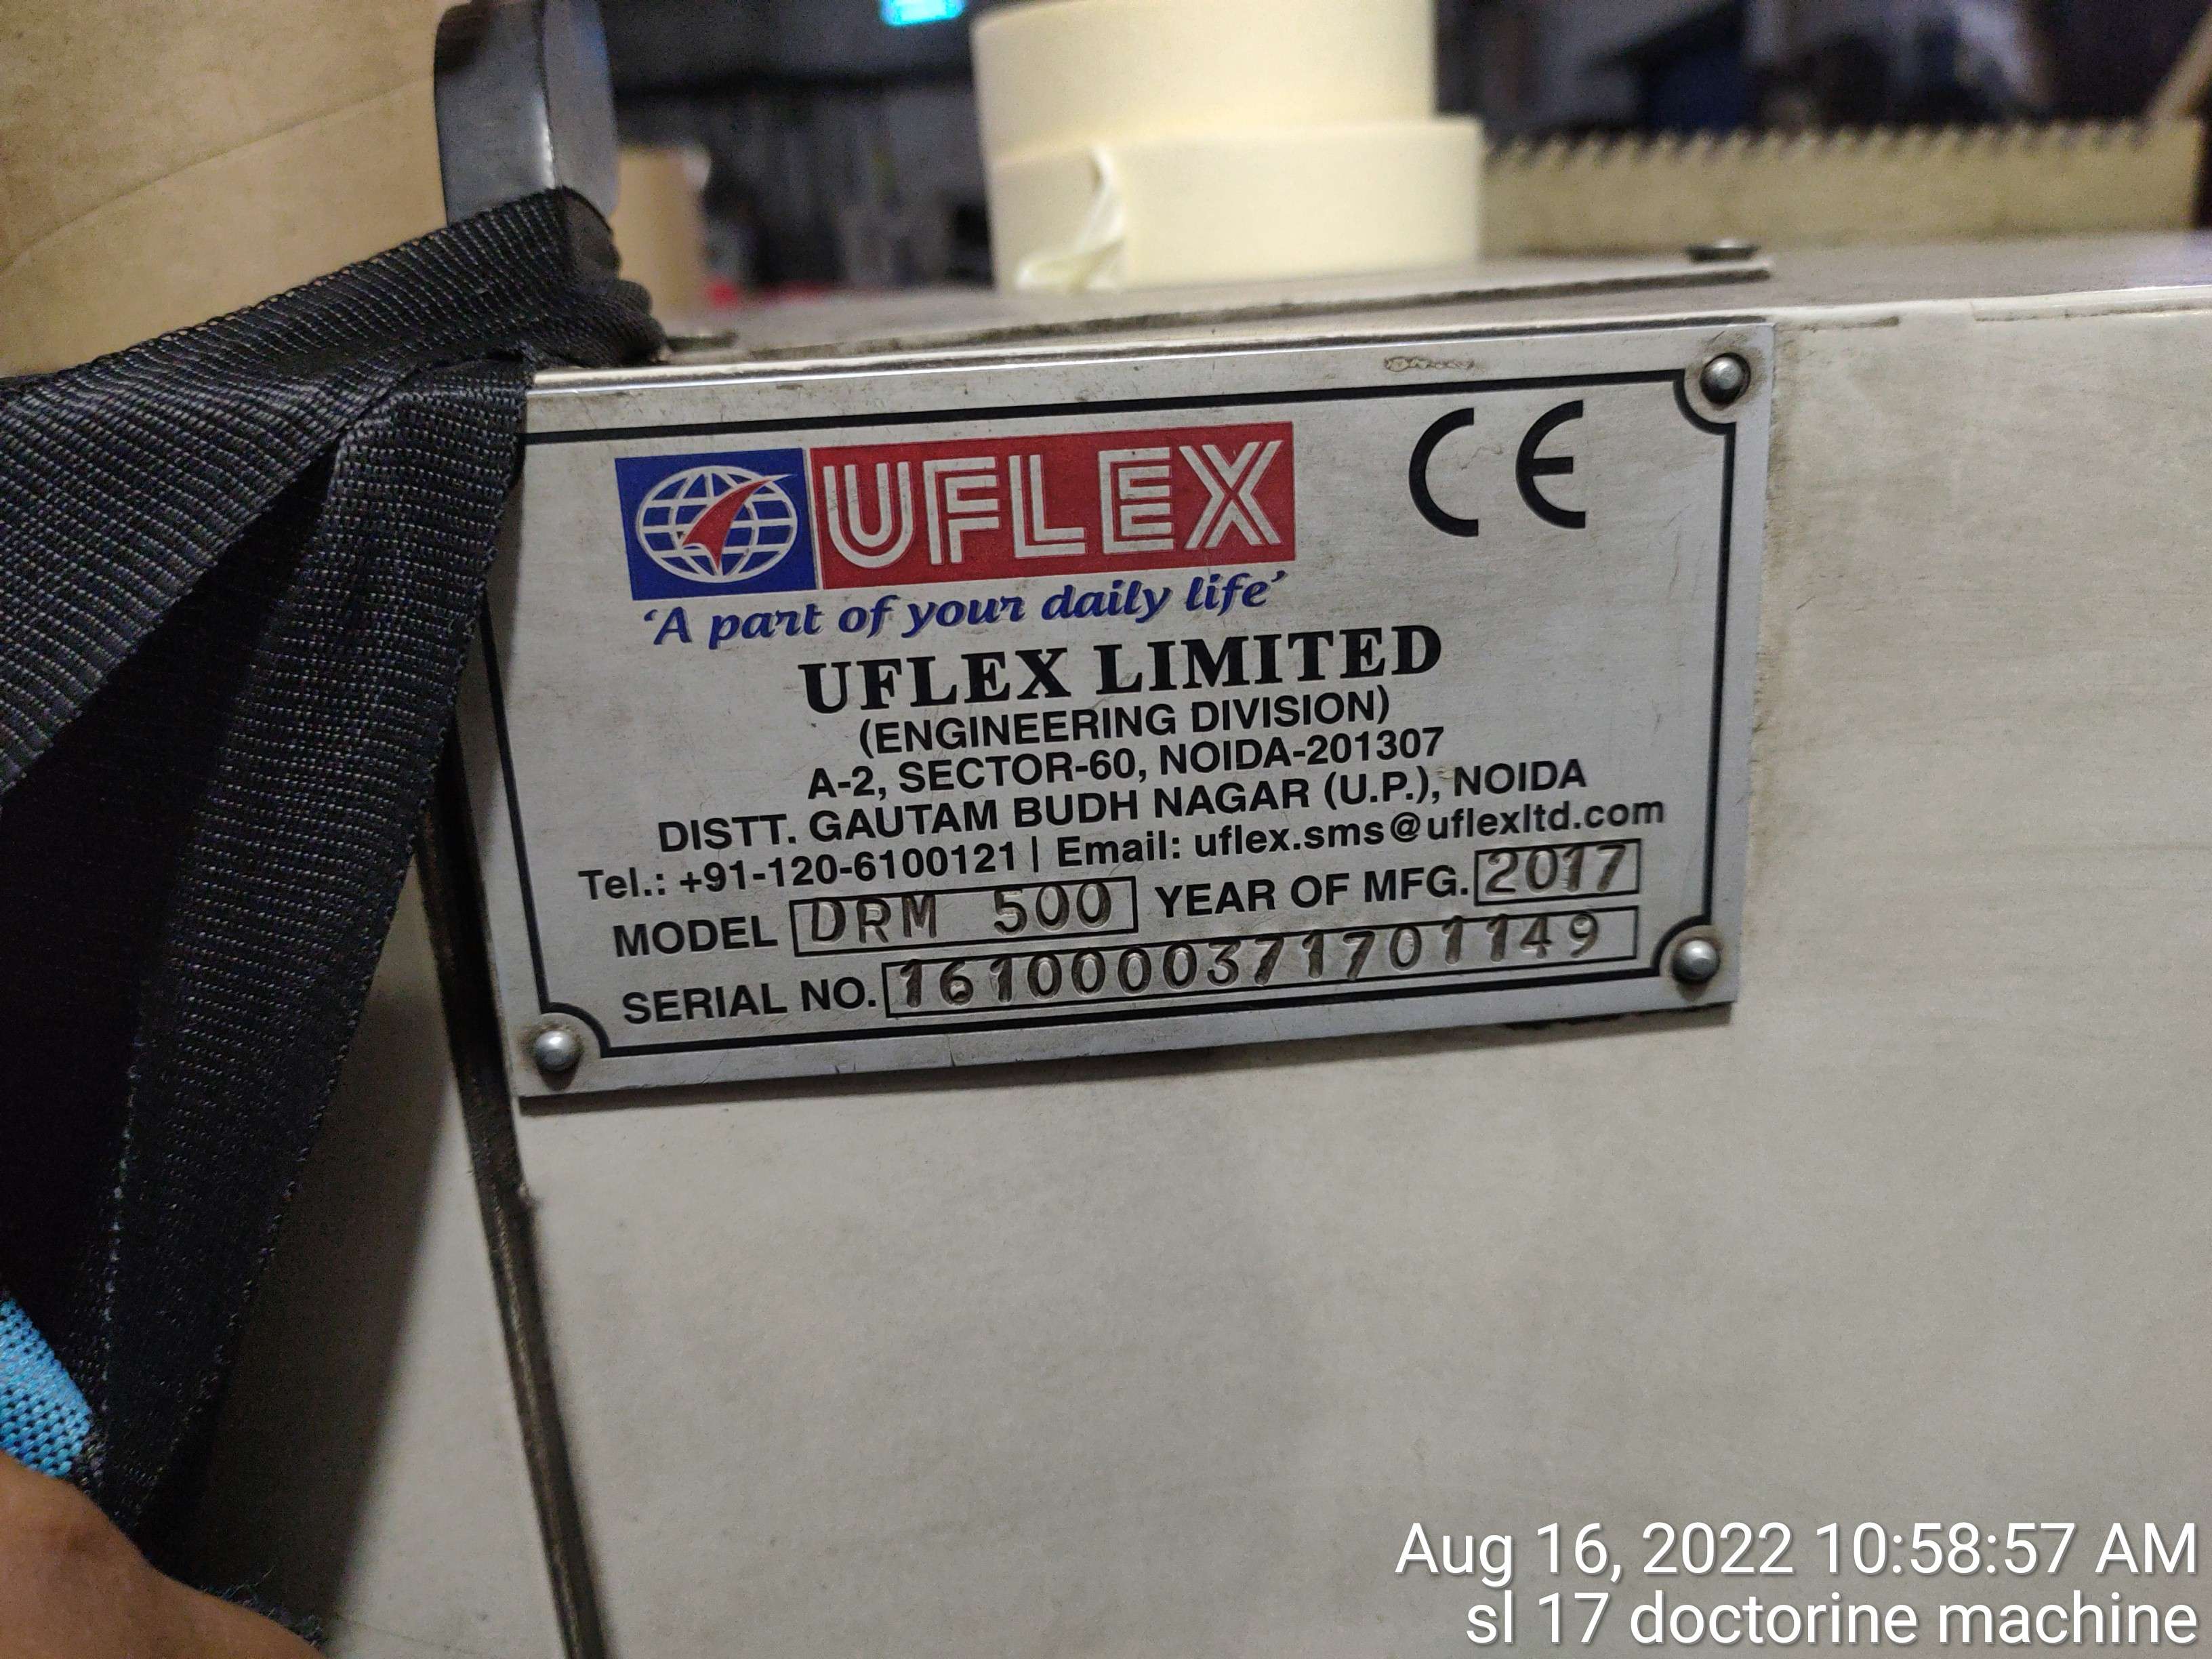 UFLEX
CE
'A part of your daily life'
UFLEX LIMITED
(ENGINEERING DIVISION)
A-2, SECTOR-60, NOIDA-201307
DISTT. GAUTAM BUDH NAGAR (U.P.), NOIDA
Tel.: +91-120-6100121 | Email: uflex.sms@uflexltd.com
MODEL DRM 500 YEAR OF MFG. 2017
SERIAL NO. 1610000371701149
Aug 16, 2022 10:58:57 AM
sl 17 doctorine machine